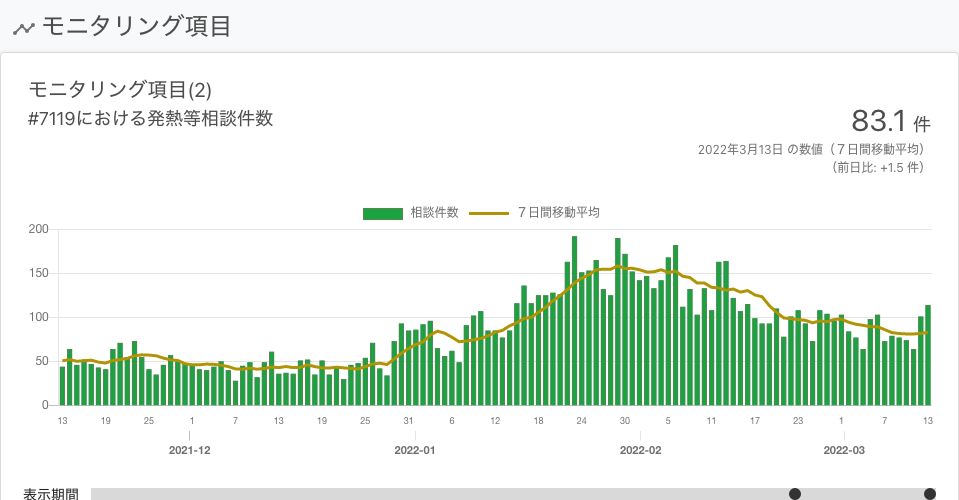 モニタリング項目
モニタリング項目(2)
#7119における発熱等相談件数
83.1 件
2022年3月13日 の数値（７日間移動平均）
（前日比: +1.5 件）
相談件数 ７日間移動平均
200
150
100
50
0
13 19 25 1 7 13 19 25 31 6 12 18 24 30 5 11 17 23 1 7 13
2021-12 2022-01 2022-02 2022-03
表示期間